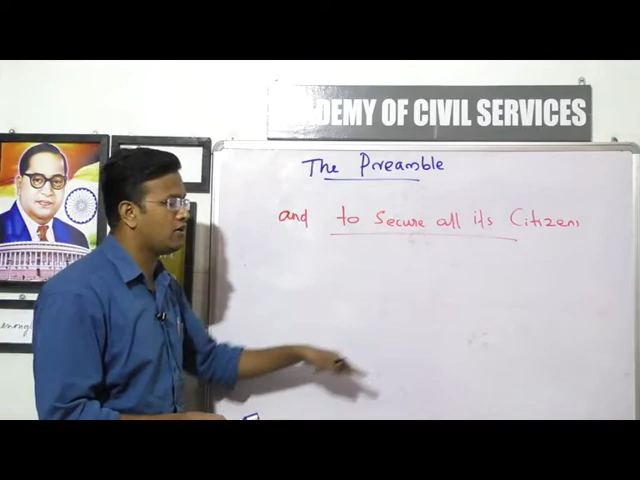 DEMY OF CIVIL SERVICES
The Preamble
and to Secure all its Citizens